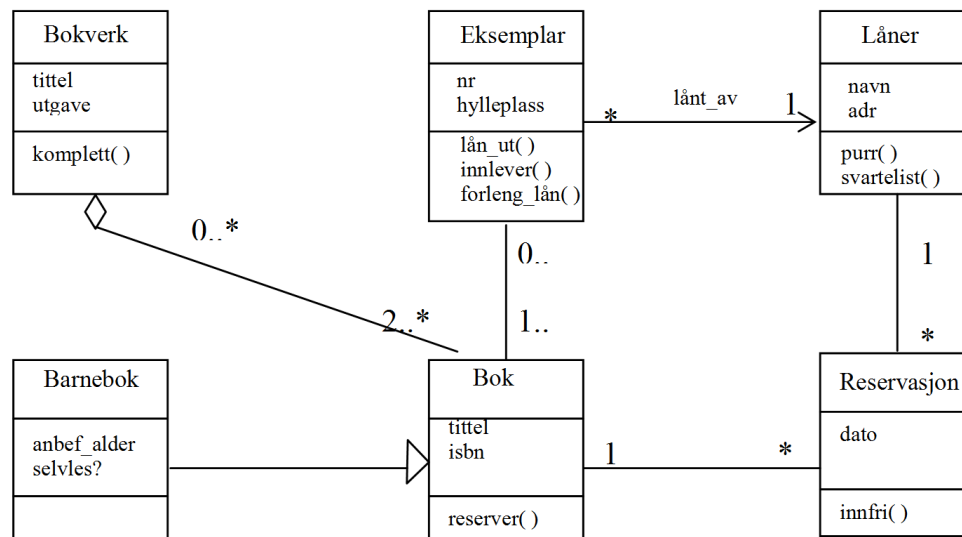 Bokverk
tittel
utgave
komplett( )
Eksemplar
nr
hylleplass
lån_ut( )
innlever( )
forleng_lån( )
Låner
navn
adr
purr( )
svartelist( )
lånt_av
*
1
0..*
2..*
0..
1..
1
*
Barnebok
anbef_alder
selvles?
Bok
tittel
isbn
reserver( )
1
*
Reservasjon
dato
innfri( )